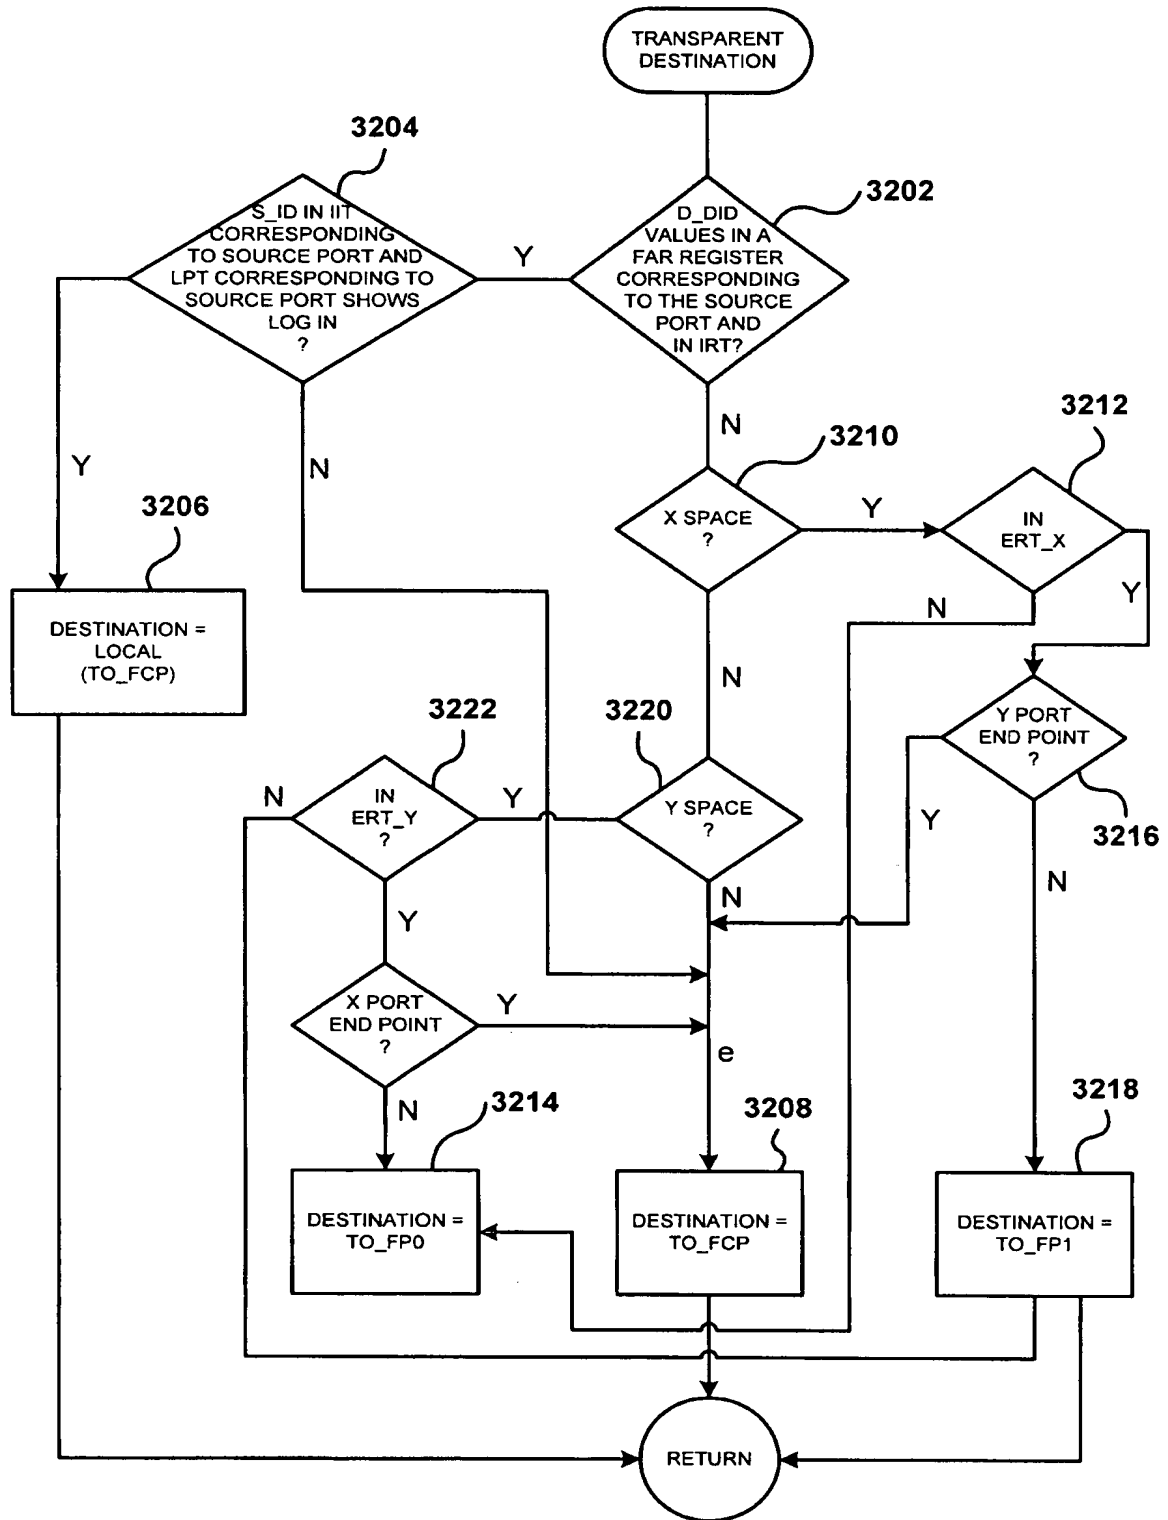 TRANSPARENT
DESTINATION
3204
3202
S_ID IN IIT
CORRESPONDING
TO SOURCE PORT AND
LPT CORRESPONDING TO
SOURCE PORT SHOWS
LOG IN
?
Y
D_DID
VALUES IN A
FAR REGISTER
CORRESPONDING
TO THE SOURCE
PORT AND
IN IRT?
N
3210
3212
Y
N
X SPACE
?
Y
IN
ERT_X
Y
N
3206
DESTINATION =
LOCAL
(TO_FCP)
N
3222
3220
Y PORT
END POINT
?
3216
N
IN
ERT_Y
?
Y
Y SPACE
?
Y
N
N
Y
X PORT
END POINT
?
Y
e
N
3214
3208
3218
DESTINATION =
TO_FP0
DESTINATION =
TO_FCP
DESTINATION =
TO_FP1
RETURN